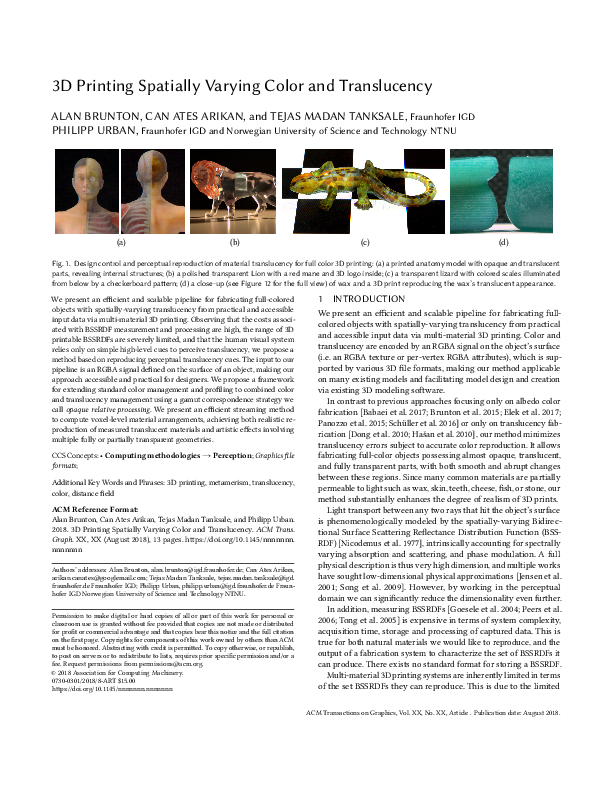 3D Printing Spatially Varying Color and Translucency
ALAN BRUNTON, CAN ATES ARIKAN, and TEJAS MADAN TANKSALE, Fraunhofer IGD
PHILIPP URBAN, Fraunhofer IGD and Norwegian University of Science and Technology NTNU
(a)
(b)
(c)
(d)
Fig. 1. Design control and perceptual reproduction of material translucency for full color 3D printing: (a) a printed anatomy model with opaque and translucent
parts, revealing internal structures; (b) a polished transparent Lion with a red mane and 3D logo inside; (c) a transparent lizard with colored scales illuminated
from below by a checkerboard pattern; (d) a close-up (see Figure 12 for the full view) of wax and a 3D print reproducing the wax's translucent appearance.
We present an efficient and scalable pipeline for fabricating full-colored
objects with spatially-varying translucency from practical and accessible
input data via multi-material 3D printing. Observing that the costs associ-
ated with BSSRDF measurement and processing are high, the range of 3D
printable BSSRDFs are severely limited, and that the human visual system
relies only on simple high-level cues to perceive translucency, we propose a
method based on reproducing perceptual translucency cues. The input to our
pipeline is an RGBA signal defined on the surface of an object, making our
approach accessible and practical for designers. We propose a framework
for extending standard color management and profiling to combined color
and translucency management using a gamut correspondence strategy we
call opaque relative processing. We present an efficient streaming method
to compute voxel-level material arrangements, achieving both realistic re-
production of measured translucent materials and artistic effects involving
multiple fully or partially transparent geometries.
CCS Concepts: • Computing methodologies → Perception; Graphics file
formats;
Additional Key Words and Phrases: 3D printing, metamerism, translucency,
color, distance field
ACM Reference Format:
Alan Brunton, Can Ates Arikan, Tejas Madan Tanksale, and Philipp Urban.
2018. 3D Printing Spatially Varying Color and Translucency. ACM Trans.
Graph. XX, XX (August 2018), 13 pages. https://doi.org/10.1145/nnnnnnn.
nnnnnnn
Authors' addresses: Alan Brunton, alan.brunton@igd.fraunhofer.de; Can Ates Arikan,
arikan.canates@googlemail.com; Tejas Madan Tanksale, tejas.madan.tanksale@igd.
fraunhofer.de Fraunhofer IGD; Philipp Urban, philipp.urban@igd.fraunhofer.de Fraun-
hofer IGD Norwegian University of Science and Technology NTNU.
Permission to make digital or hard copies of all or part of this work for personal or
classroom use is granted without fee provided that copies are not made or distributed
for profit or commercial advantage and that copies bear this notice and the full citation
on the first page. Copyrights for components of this work owned by others than ACM
must be honored. Abstracting with credit is permitted. To copy otherwise, or republish,
to post on servers or to redistribute to lists, requires prior specific permission and/or a
fee. Request permissions from permissions@acm.org.
© 2018 Association for Computing Machinery.
0730-0301/2018/8-ART $15.00
https://doi.org/10.1145/nnnnnnn.nnnnnnn
1 INTRODUCTION
We present an efficient and scalable pipeline for fabricating full-
colored objects with spatially-varying translucency from practical
and accessible input data via multi-material 3D printing. Color and
translucency are encoded by an RGBA signal on the object's surface
(i.e. an RGBA texture or per-vertex RGBA attributes), which is sup-
ported by various 3D file formats, making our method applicable
on many existing models and facilitating model design and creation
via existing 3D modeling software.
In contrast to previous approaches focusing only on albedo color
fabrication [Babaei et al. 2017; Brunton et al. 2015; Elek et al. 2017;
Panozzo et al. 2015; Schüller et al. 2016] or only on translucency fab-
rication [Dong et al. 2010; Hašan et al. 2010], our method minimizes
translucency errors subject to accurate color reproduction. It allows
fabricating full-color objects possessing almost opaque, translucent,
and fully transparent parts, with both smooth and abrupt changes
between these regions. Since many common materials are partially
permeable to light such as wax, skin, teeth, cheese, fish, or stone, our
method substantially enhances the degree of realism of 3D prints.
Light transport between any two rays that hit the object's surface
is phenomenologically modeled by the spatially-varying Bidirec-
tional Surface Scattering Reflectance Distribution Function (BSS-
RDF) [Nicodemus et al. 1977], intrinsically accounting for spectrally
varying absorption and scattering, and phase modulation. A full
physical description is thus very high dimension, and multiple works
have sought low-dimensional physical approximations [Jensen et al.
2001; Song et al. 2009]. However, by working in the perceptual
domain we can significantly reduce the dimensionality even further.
In addition, measuring BSSRDFs [Goesele et al. 2004; Peers et al.
2006; Tong et al. 2005] is expensive in terms of system complexity,
acquisition time, storage and processing of captured data. This is
true for both natural materials we would like to reproduce, and the
output of a fabrication system to characterize the set of BSSRDFs it
can produce. There exists no standard format for storing a BSSRDF.
Multi-material 3D printing systems are inherently limited in terms
of the set BSSRDFs they can reproduce. This is due to the limited
ACM Transactions on Graphics, Vol. XX, No. XX, Article . Publication date: August 2018.